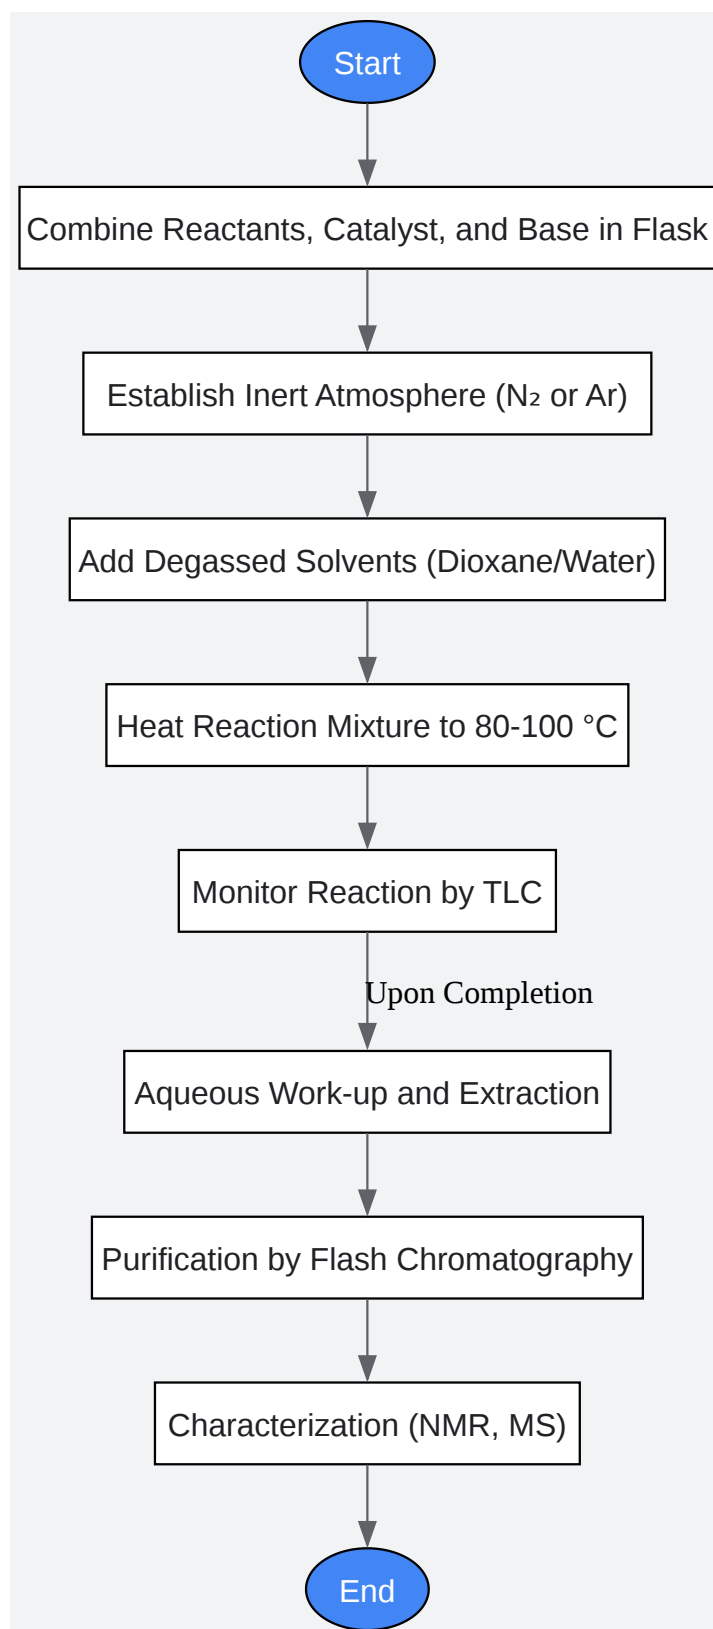 Start
Combine Reactants, Catalyst, and Base in Flask
Establish Inert Atmosphere (N₂ or Ar)
Add Degassed Solvents (Dioxane/Water)
Heat Reaction Mixture to 80-100 °C
Monitor Reaction by TLC
Upon Completion
Aqueous Work-up and Extraction
Purification by Flash Chromatography
Characterization (NMR, MS)
End